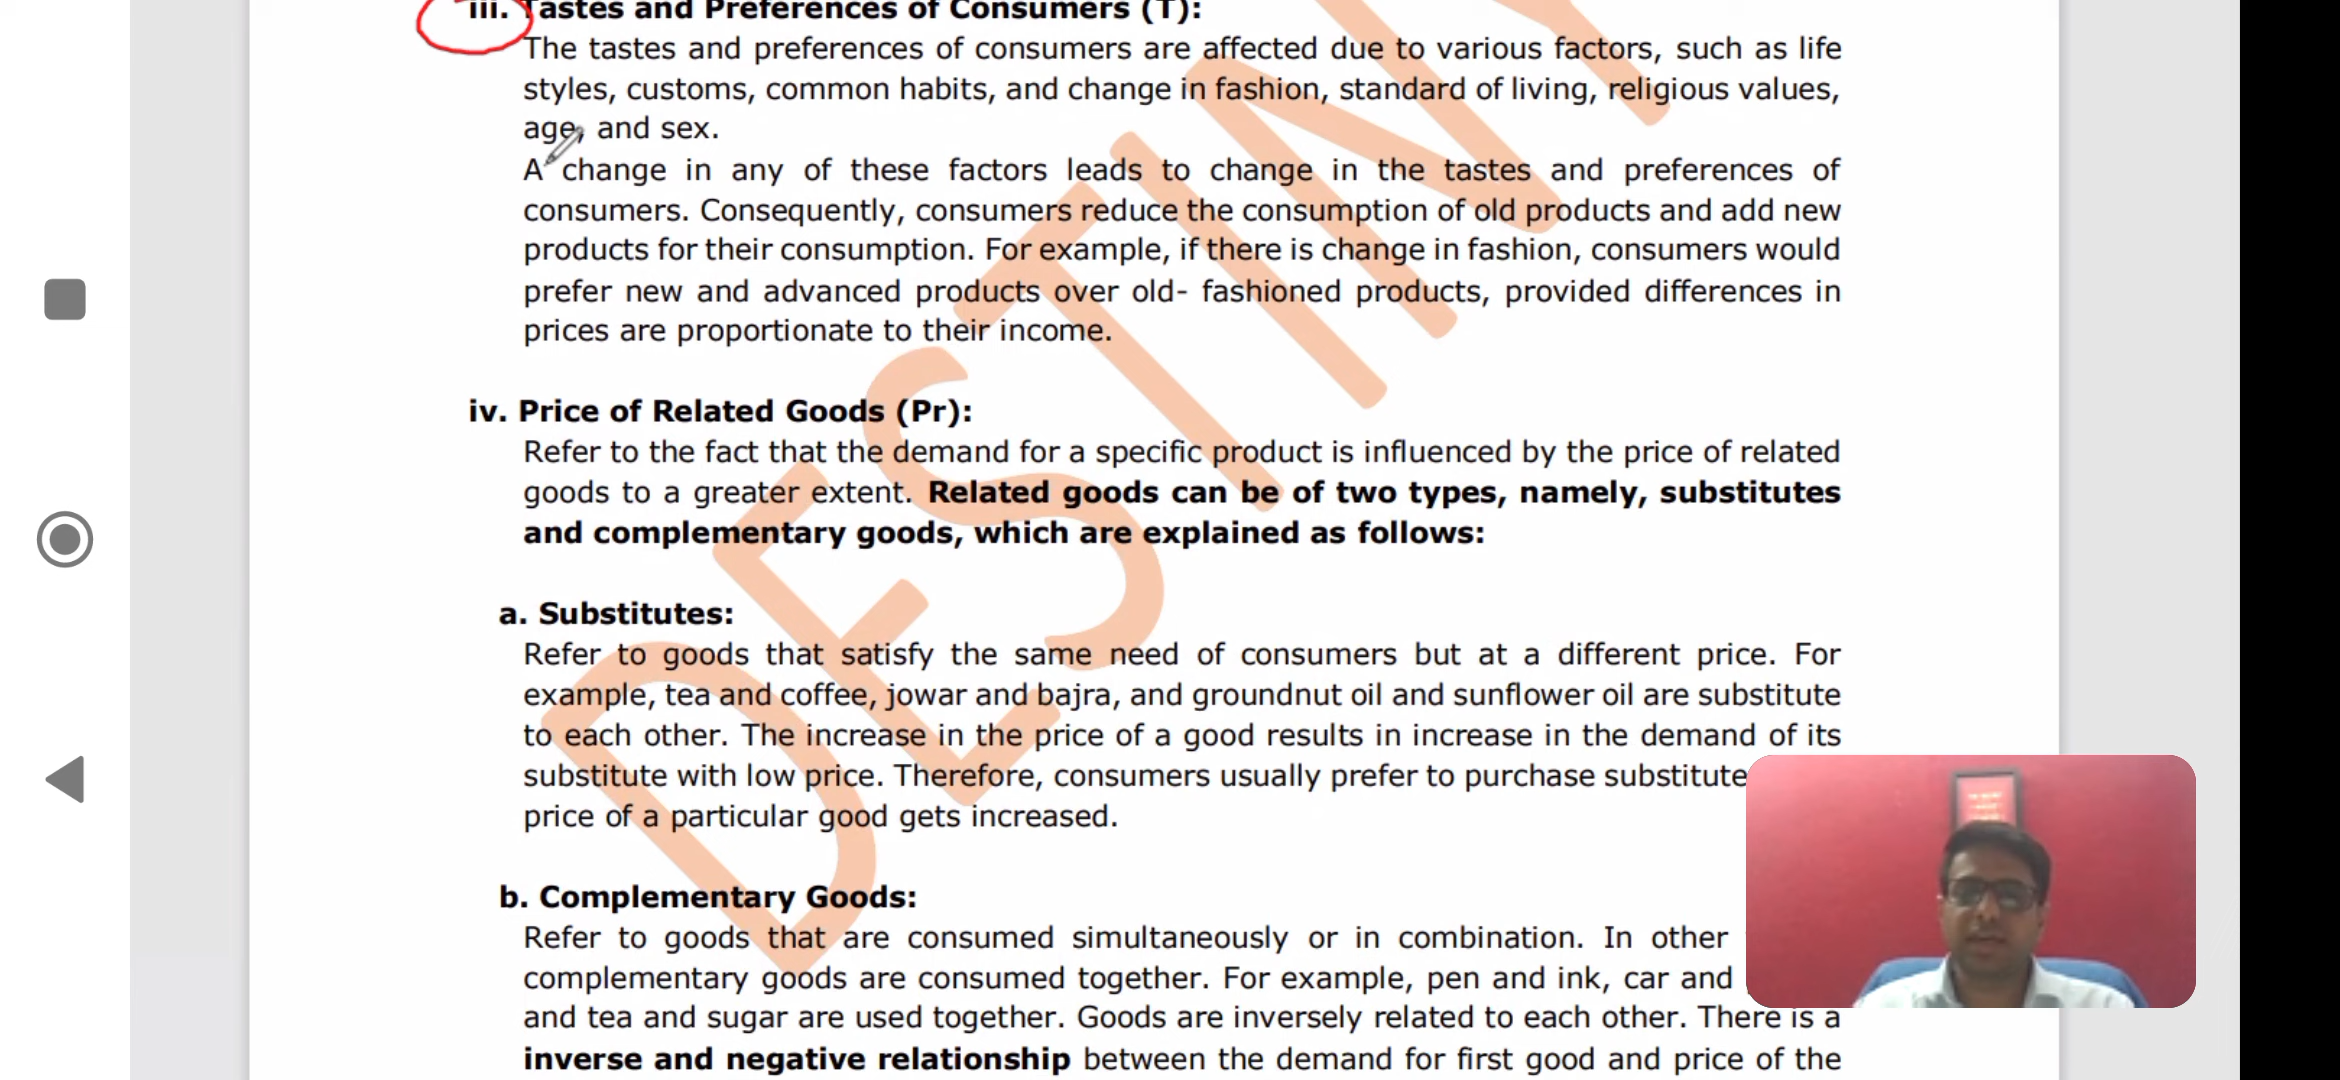 iii. Tastes and Preferences of Consumers (T):
The tastes and preferences of consumers are affected due to various factors, such as life
styles, customs, common habits, and change in fashion, standard of living, religious values,
age, and sex.
A change in any of these factors leads to change in the tastes and preferences of
consumers. Consequently, consumers reduce the consumption of old products and add new
products for their consumption. For example, if there is change in fashion, consumers would
prefer new and advanced products over old- fashioned products, provided differences in
prices are proportionate to their income.
iv. Price of Related Goods (Pr):
Refer to the fact that the demand for a specific product is influenced by the price of related
goods to a greater extent. Related goods can be of two types, namely, substitutes
and complementary goods, which are explained as follows:
a. Substitutes:
Refer to goods that satisfy the same need of consumers but at a different price. For
example, tea and coffee, jowar and bajra, and groundnut oil and sunflower oil are substitute
to each other. The increase in the price of a good results in increase in the demand of its
substitute with low price. Therefore, consumers usually prefer to purchase substitute
price of a particular good gets increased.
b. Complementary Goods:
Refer to goods that are consumed simultaneously or in combination. In other
complementary goods are consumed together. For example, pen and ink, car and
and tea and sugar are used together. Goods are inversely related to each other. There is a
inverse and negative relationship between the demand for first good and price of the
DESTINY